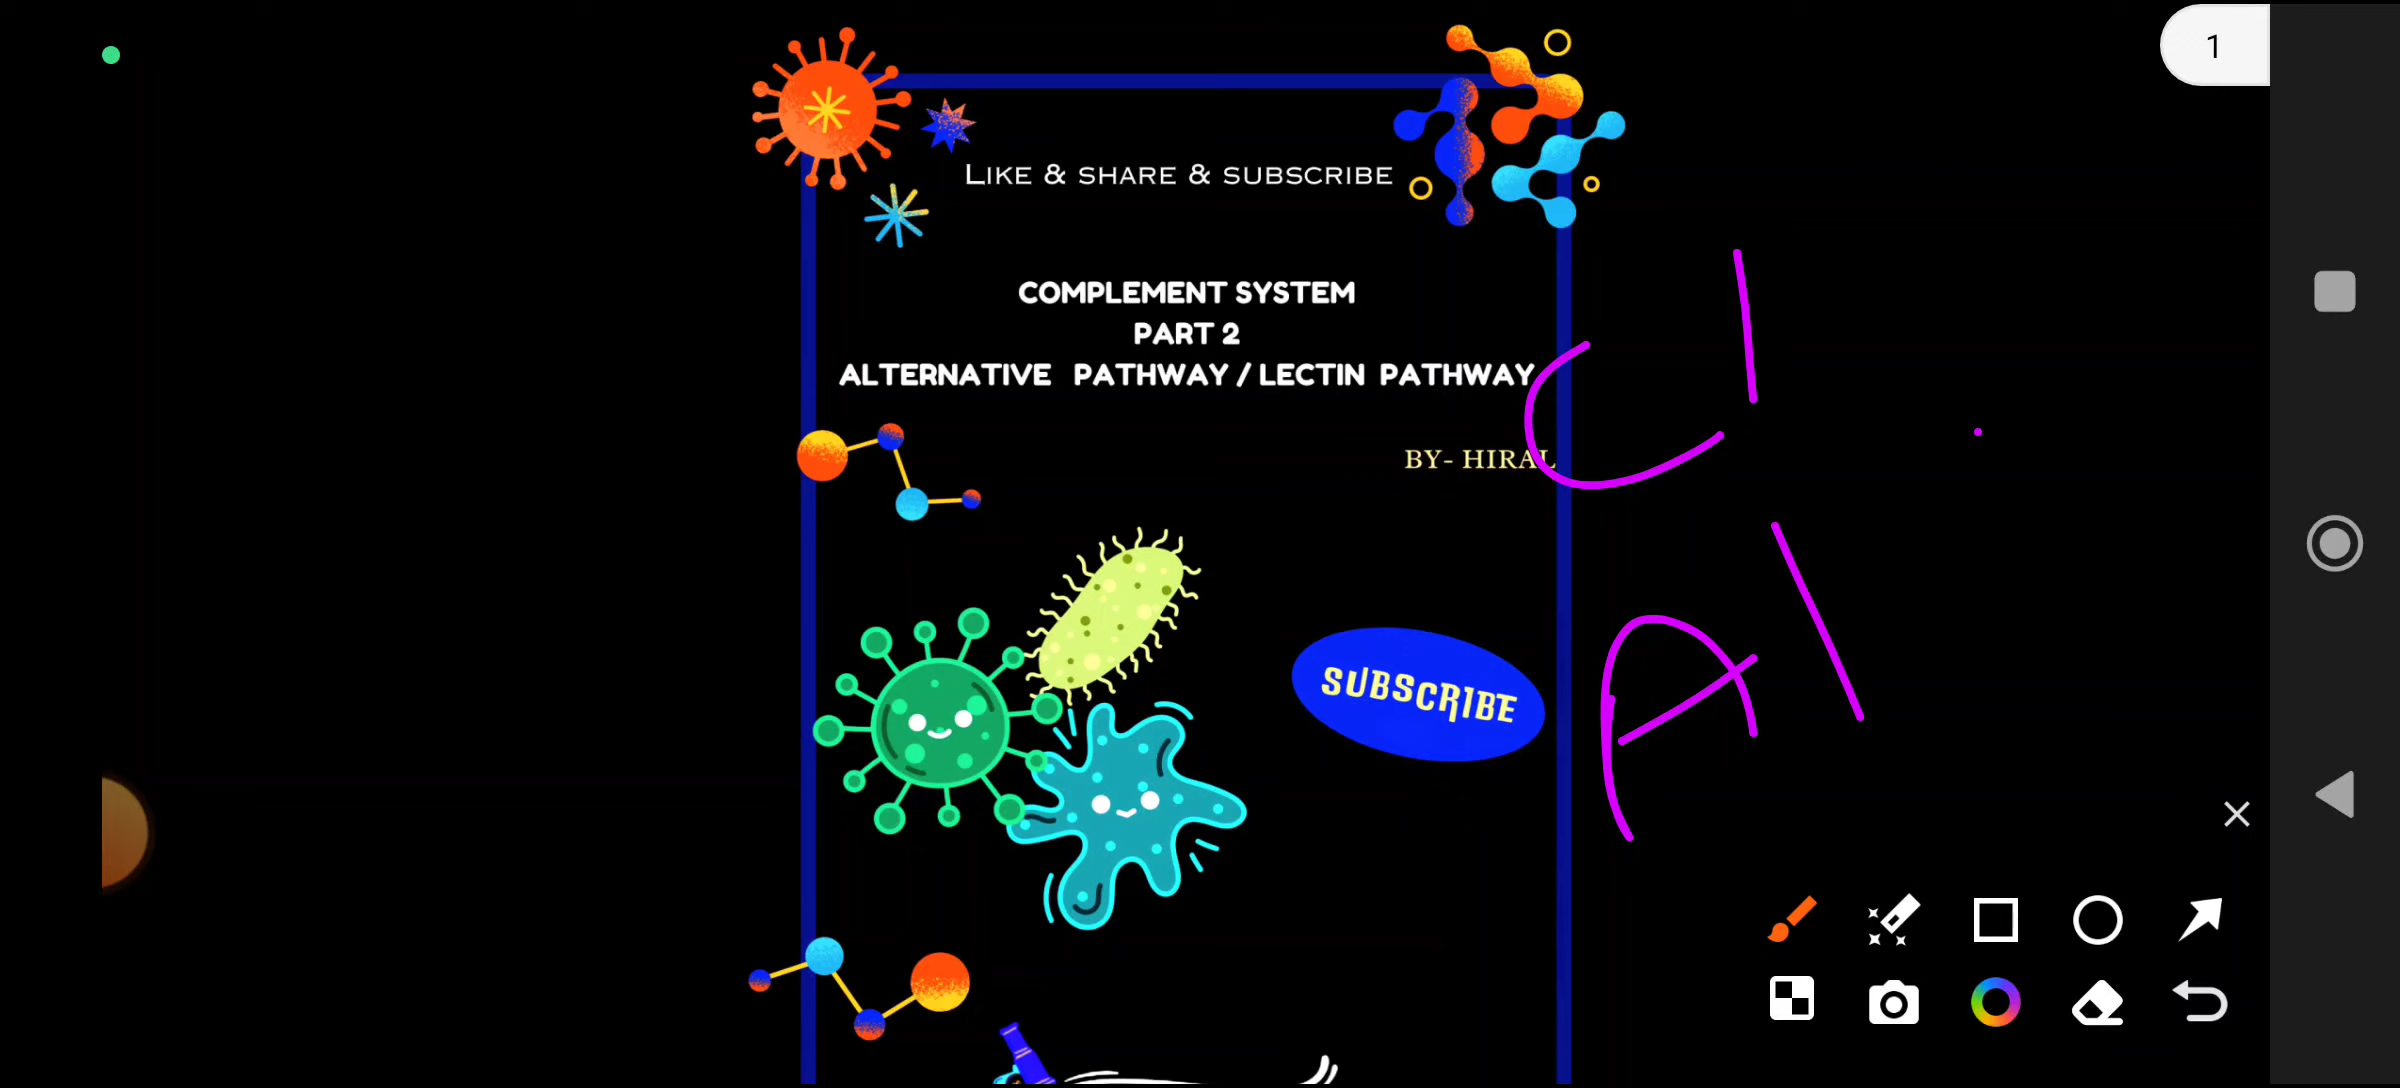 1
LIKE & SHARE & SUBSCRIBE
COMPLEMENT SYSTEM
PART 2
ALTERNATIVE PATHWAY / LECTIN PATHWAY
BY- HIRAL
SUBSCRIBE